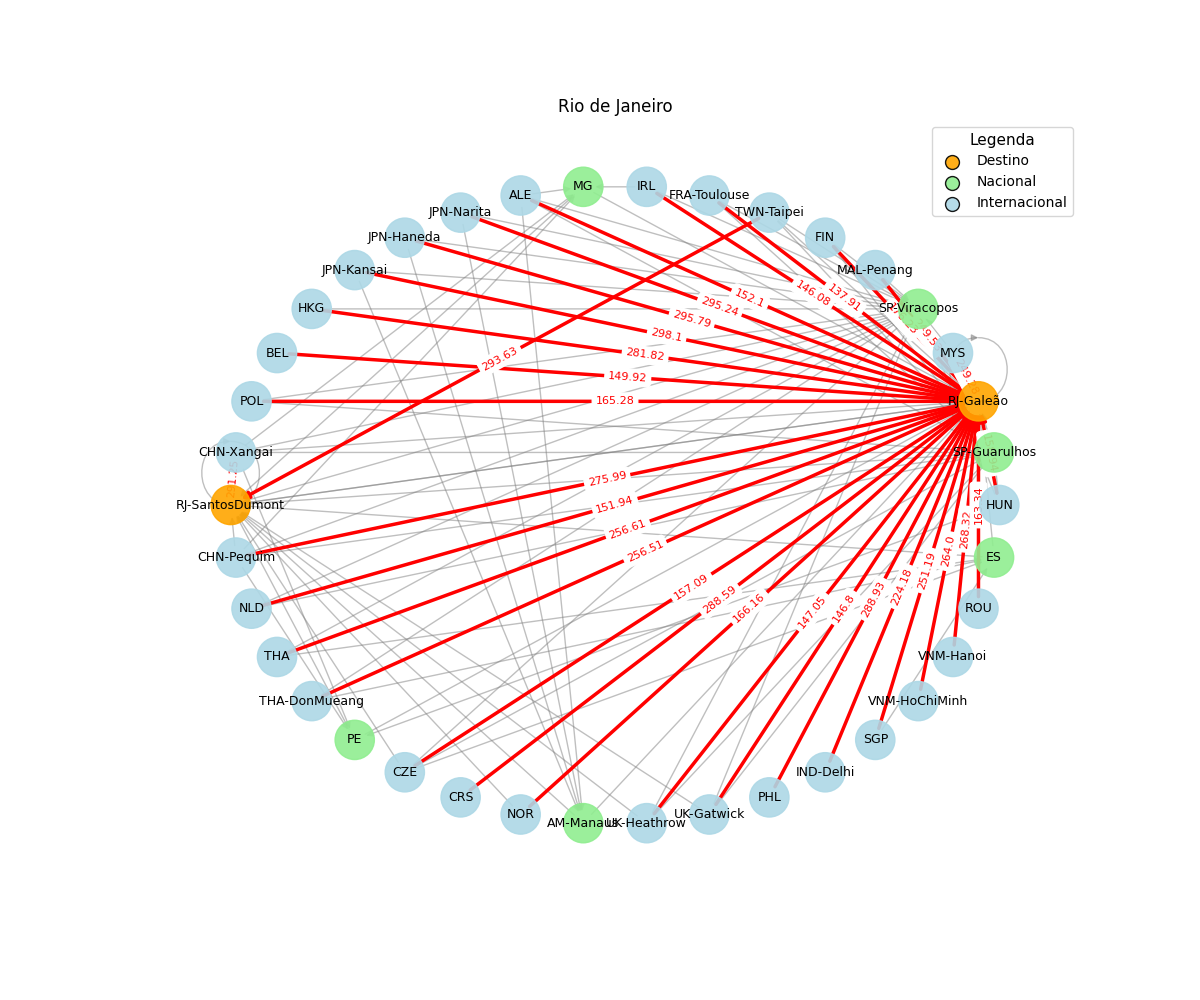 Rio de Janeiro
Legenda
Destino
Nacional
Internacional
MG
IRL
ALE
FRA-Toulouse
JPN-Narita
TWN-Taipei
JPN-Haneda
FIN
JPN-Kansai
MAL-Penang
HKG
SP-Viracopos
BEL
MYS
POL
RJ-Galeão
CHN-Xangai
SP-Guarulhos
RJ-SantosDumont
HUN
CHN-Pequim
ES
NLD
ROU
THA
VNM-Hanoi
THA-DonMueang
VNM-HoChiMinh
PE
SGP
CZE
IND-Delhi
CRS
PHL
NOR
UK-Gatwick
AM-Manaus
UK-Heathrow
146.08
137.91
152.1
295.24
295.79
298.1
281.82
293.63
149.92
165.28
275.99
151.94
256.61
256.51
157.09
288.59
166.16
147.05
146.8
288.93
224.18
251.19
264.0
268.32
163.34